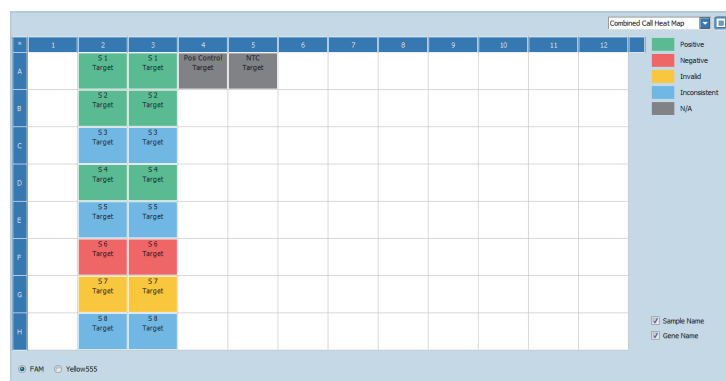 Combined Call Heat Map
* 1 2 3 4 5 6 7 8 9 10 11 12
Positive
Negative
Invalid
Inconsistent
N/A
A
S 1 S 1 Pos Control NTC
Target Target Target Target
B
S 2 S 2
Target Target
C
S 3 S 3
Target Target
D
S 4 S 4
Target Target
E
S 5 S 5
Target Target
F
S 6 S 6
Target Target
G
S 7 S 7
Target Target
H
S 8 S 8
Target Target
Sample Name
Gene Name
FAM Yellow555